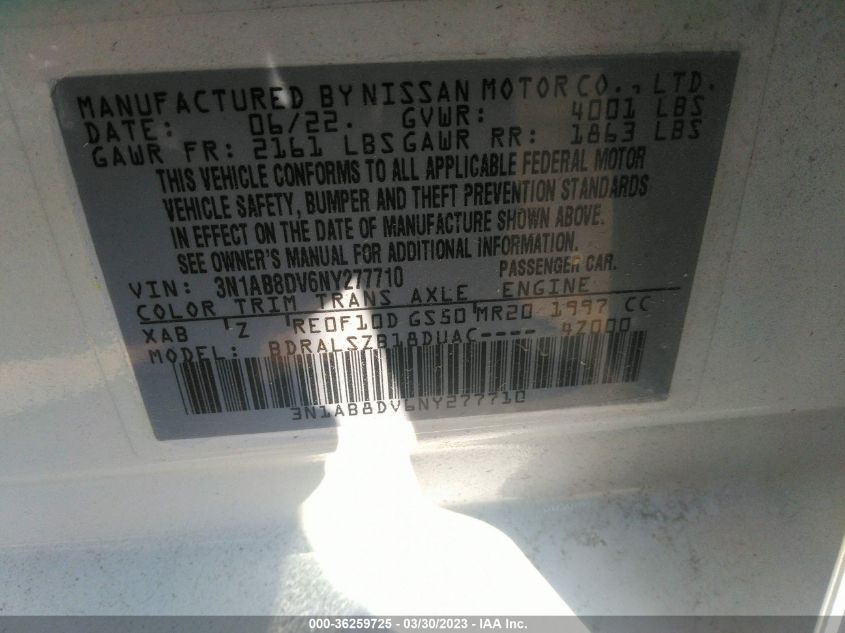 MANUFACTURED BY NISSAN MOTOR CO., LTD.
DATE: 06/22. GVWR: 4001 LBS
GAWR FR: 2161 LBS GAWR RR: 1863 LBS
THIS VEHICLE CONFORMS TO ALL APPLICABLE FEDERAL MOTOR
VEHICLE SAFETY, BUMPER AND THEFT PREVENTION STANDARDS
IN EFFECT ON THE DATE OF MANUFACTURE SHOWN ABOVE.
SEE OWNER'S MANUAL FOR ADDITIONAL INFORMATION.
VIN: 3N1AB8DV6NY277710 PASSENGER CAR.
COLOR TRIM TRANS AXLE ENGINE
XAB Z RE0F10D GS50 MR20 1997 CC
MODEL: BDRALSZB18DUAC---- 4Z000
3N1AB8DV6NY277710
000-36259725 - 03/30/2023 - IAA Inc.